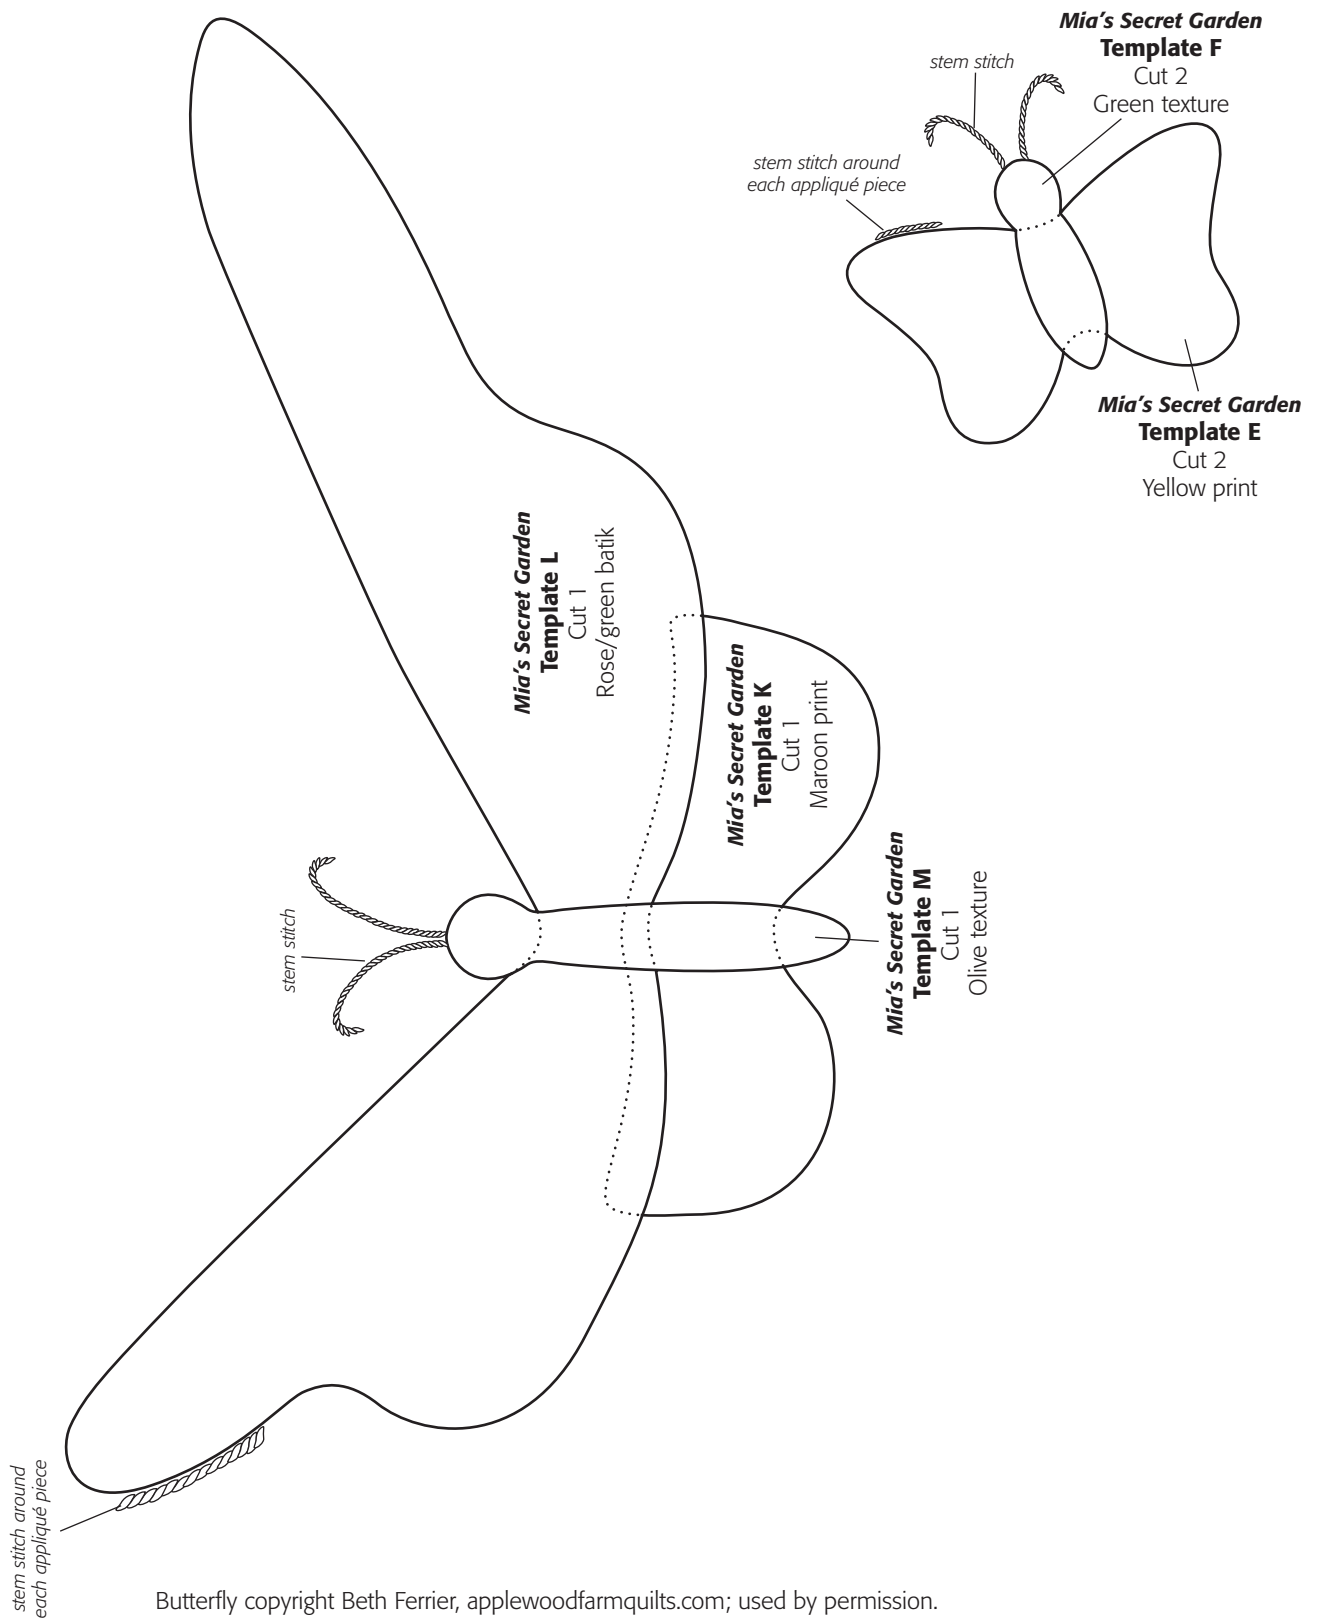 Mia's Secret Garden
Template F
Cut 2
Green texture
stem stitch
stem stitch around
each appliqué piece
Mia's Secret Garden
Template E
Cut 2
Yellow print
Mia's Secret Garden
Template L
Cut 1
Rose/green batik
Mia's Secret Garden
Template K
Cut 1
Maroon print
Mia's Secret Garden
Template M
Cut 1
Olive texture
stem stitch
stem stitch around
each appliqué piece
Butterfly copyright Beth Ferrier, applewoodfarmquilts.com; used by permission.